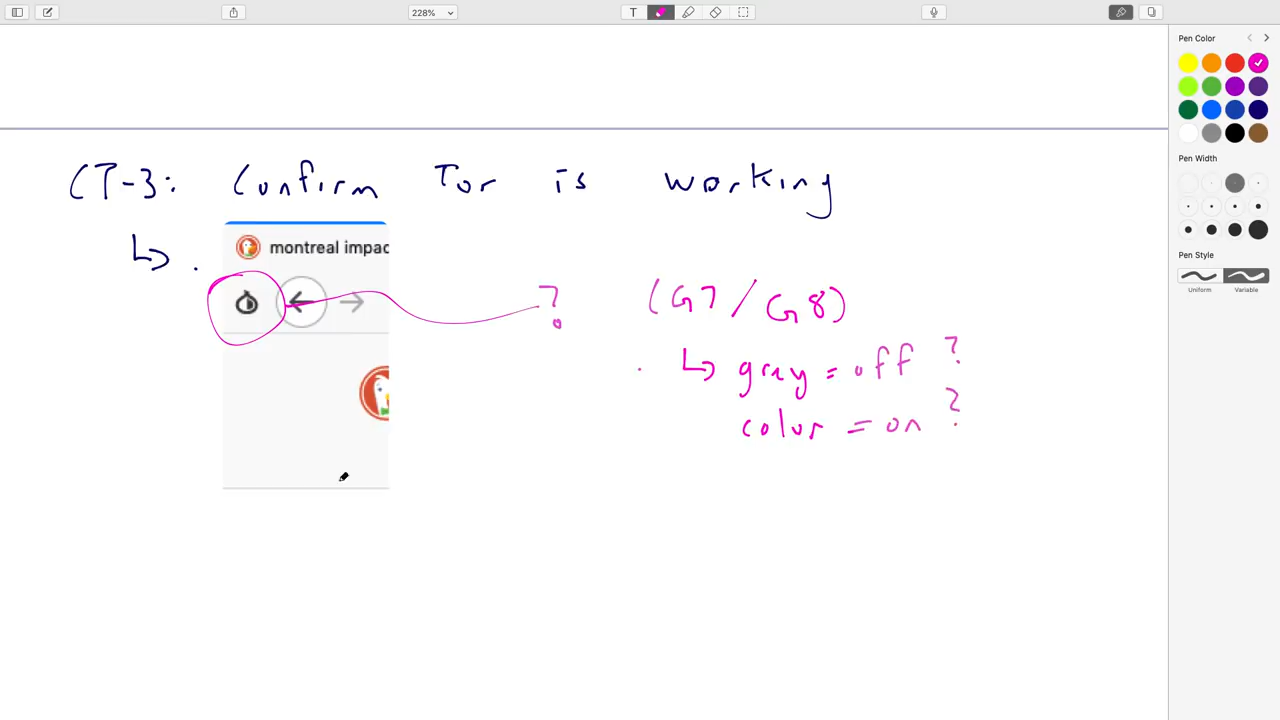 228%
T
Pen Color
CT-3: Confirm Tor is working
Pen Width
↳ .
montreal impac
Pen Style
Uniform
Variable
?
(G7/G8)
↳ gray = off ?
color = on ?